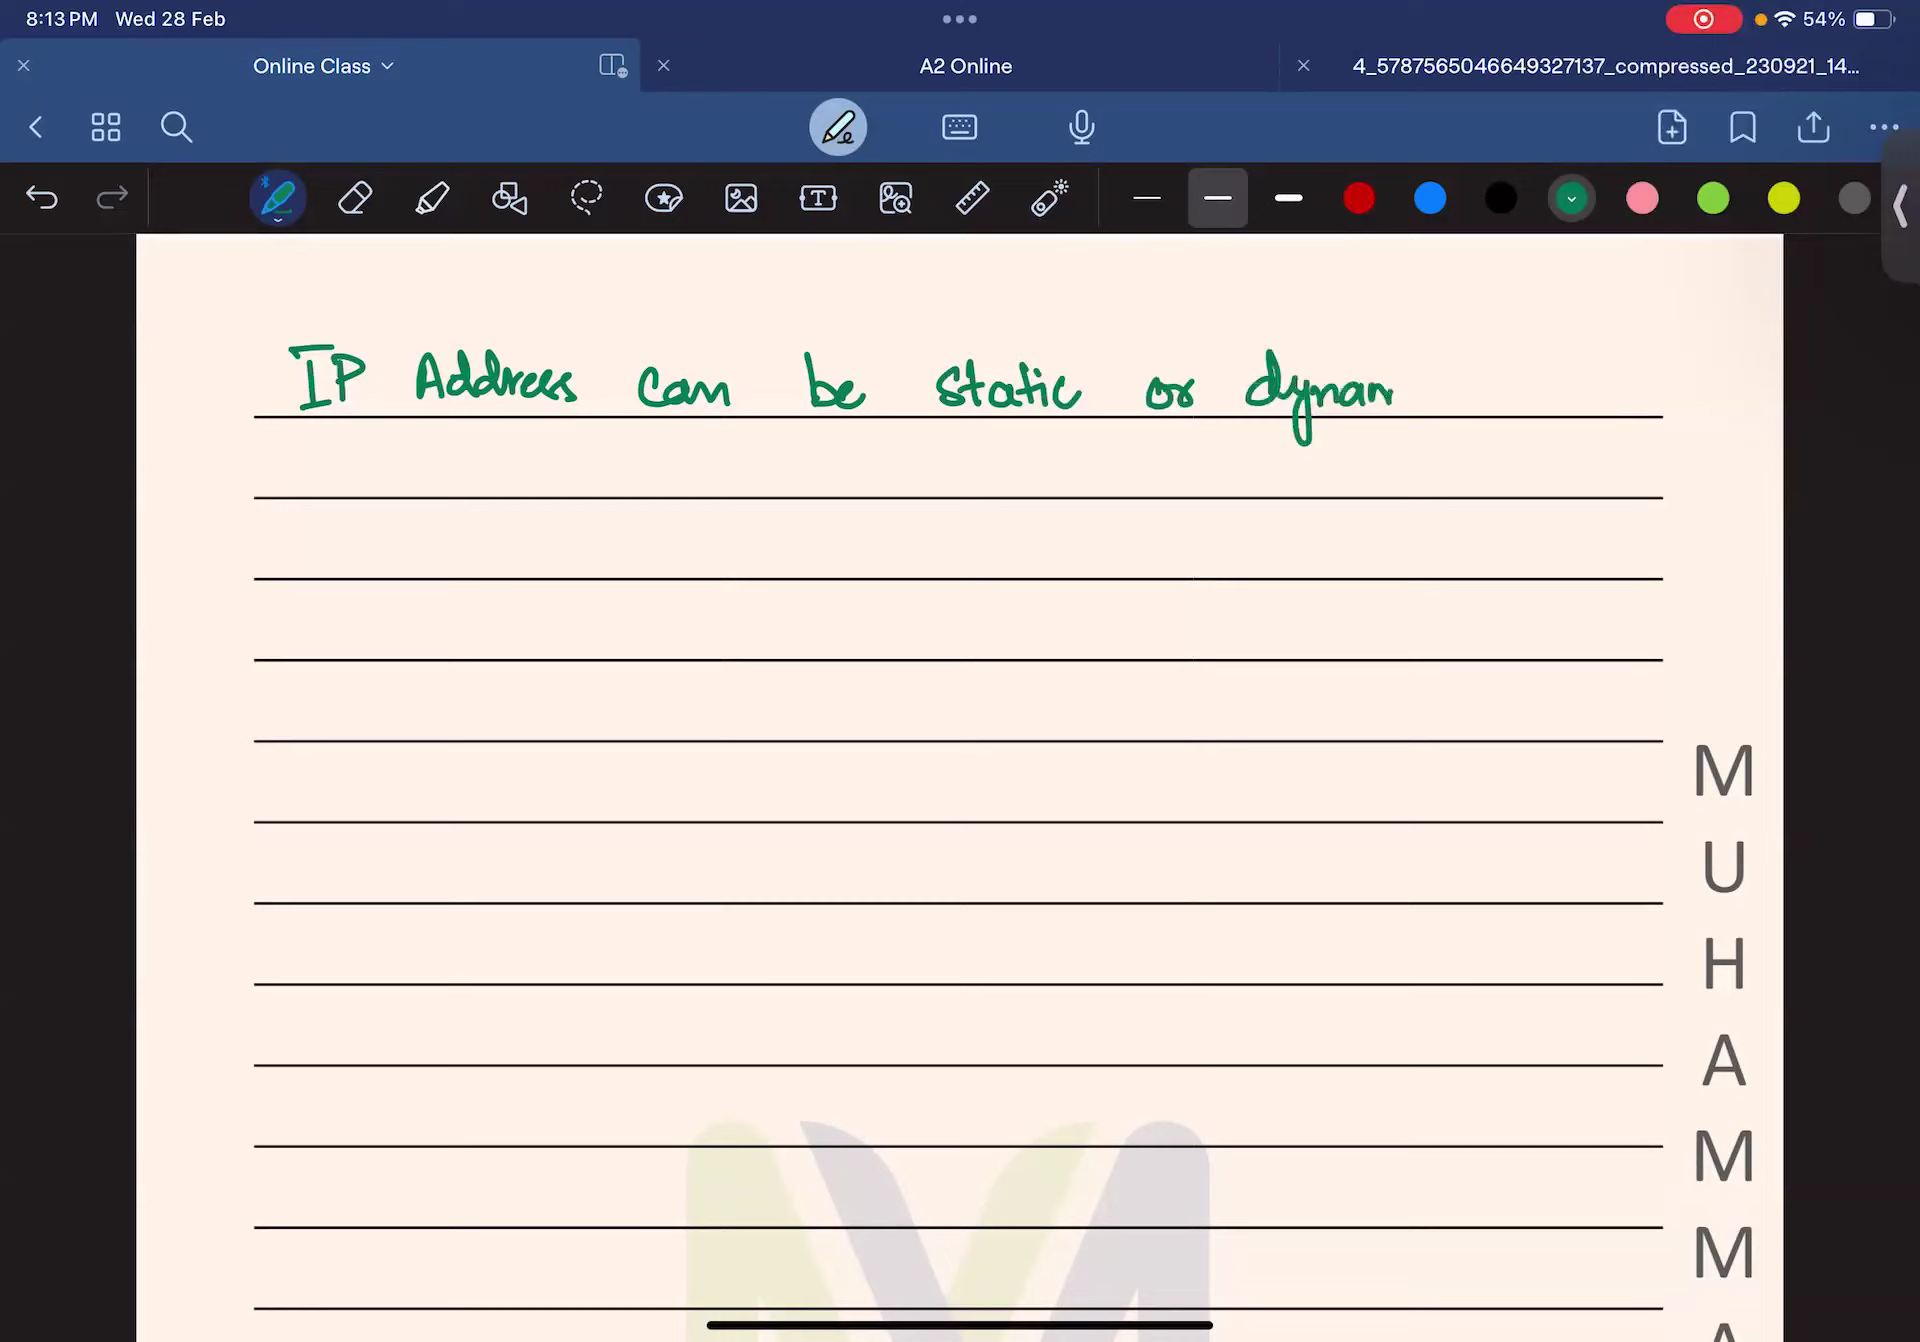 8:13 PM Wed 28 Feb
54%
Online Class
A2 Online
4_5787565046649327137_compressed_230921_14...
IP Address can be static or dynam
M
U
H
A
M
M